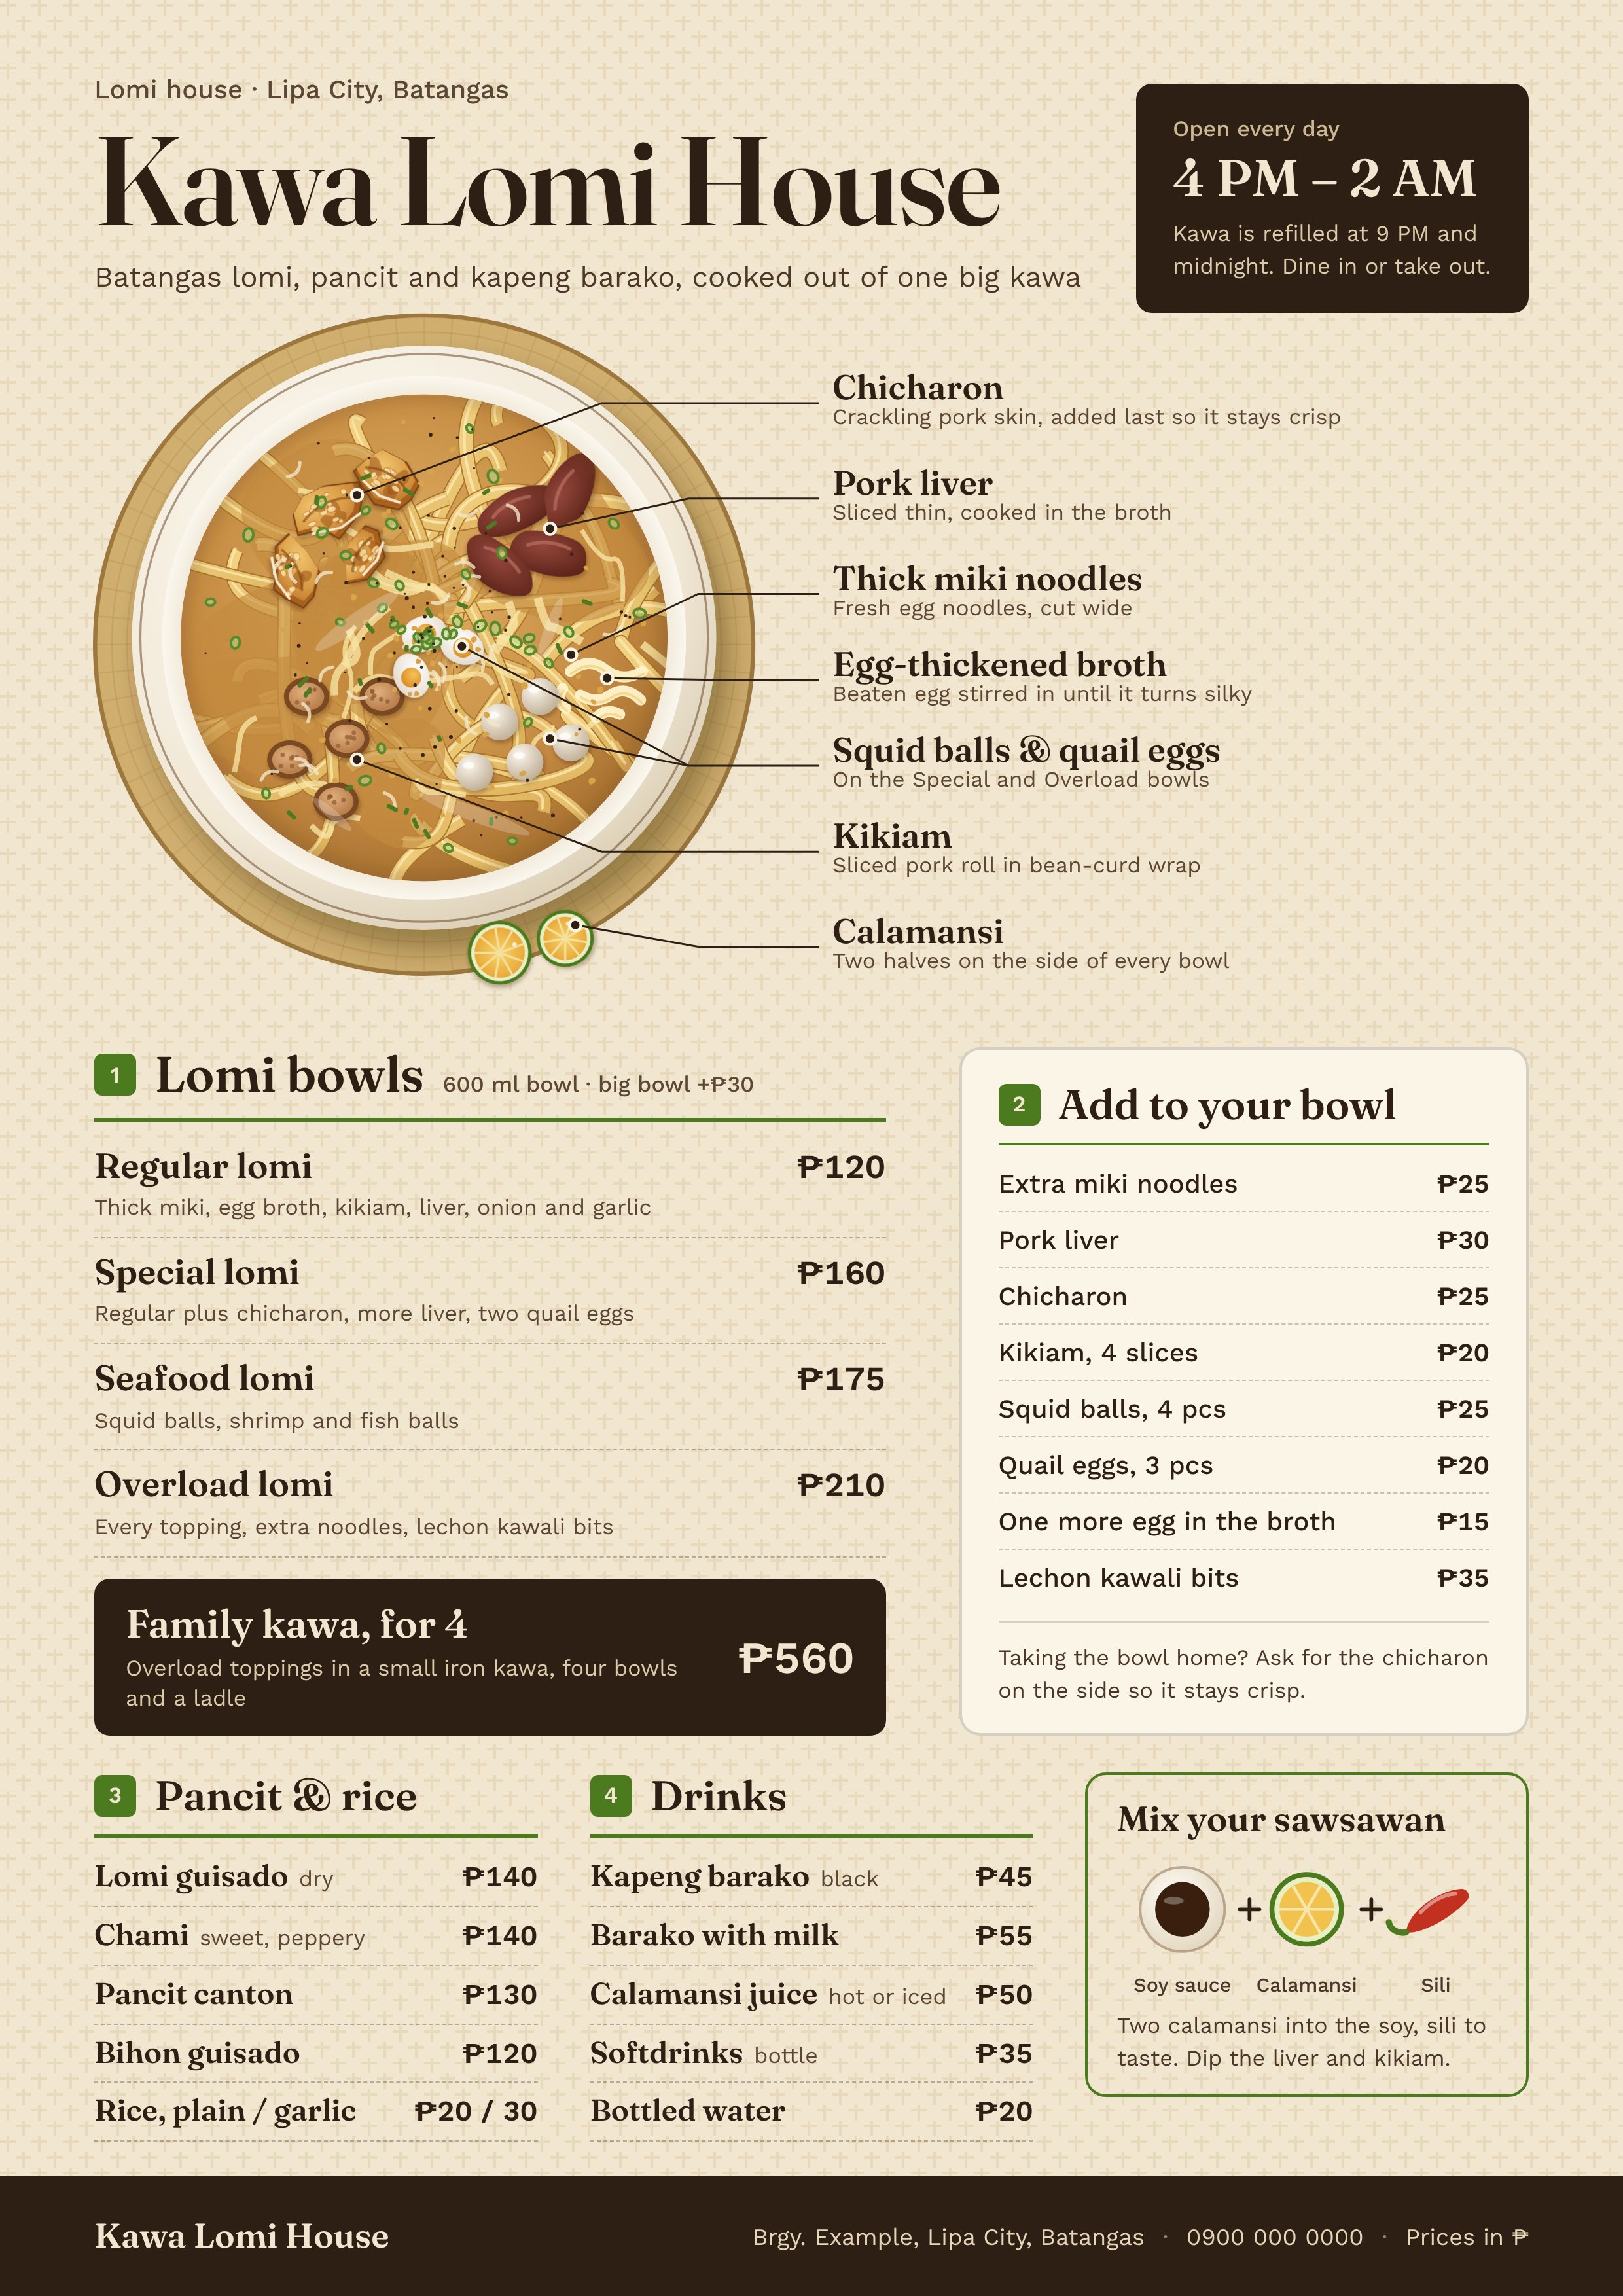 Lomi house · Lipa City, Batangas
Kawa Lomi House
Batangas lomi, pancit and kapeng barako, cooked out of one big kawa
Open every day
4 PM – 2 AM
Kawa is refilled at 9 PM and
midnight. Dine in or take out.
Chicharon
Crackling pork skin, added last so it stays crisp
Pork liver
Sliced thin, cooked in the broth
Thick miki noodles
Fresh egg noodles, cut wide
Egg-thickened broth
Beaten egg stirred in until it turns silky
Squid balls & quail eggs
On the Special and Overload bowls
Kikiam
Sliced pork roll in bean-curd wrap
Calamansi
Two halves on the side of every bowl
1 Lomi bowls 600 ml bowl · big bowl +₱30
Regular lomi ₱120
Thick miki, egg broth, kikiam, liver, onion and garlic
Special lomi ₱160
Regular plus chicharon, more liver, two quail eggs
Seafood lomi ₱175
Squid balls, shrimp and fish balls
Overload lomi ₱210
Every topping, extra noodles, lechon kawali bits
Family kawa, for 4 ₱560
Overload toppings in a small iron kawa, four bowls
and a ladle
2 Add to your bowl
Extra miki noodles ₱25
Pork liver ₱30
Chicharon ₱25
Kikiam, 4 slices ₱20
Squid balls, 4 pcs ₱25
Quail eggs, 3 pcs ₱20
One more egg in the broth ₱15
Lechon kawali bits ₱35
Taking the bowl home? Ask for the chicharon
on the side so it stays crisp.
3 Pancit & rice
Lomi guisado dry ₱140
Chami sweet, peppery ₱140
Pancit canton ₱130
Bihon guisado ₱120
Rice, plain / garlic ₱20 / 30
4 Drinks
Kapeng barako black ₱45
Barako with milk ₱55
Calamansi juice hot or iced ₱50
Softdrinks bottle ₱35
Bottled water ₱20
Mix your sawsawan
+ +
Soy sauce Calamansi Sili
Two calamansi into the soy, sili to
taste. Dip the liver and kikiam.
Kawa Lomi House
Brgy. Example, Lipa City, Batangas · 0900 000 0000 · Prices in ₱